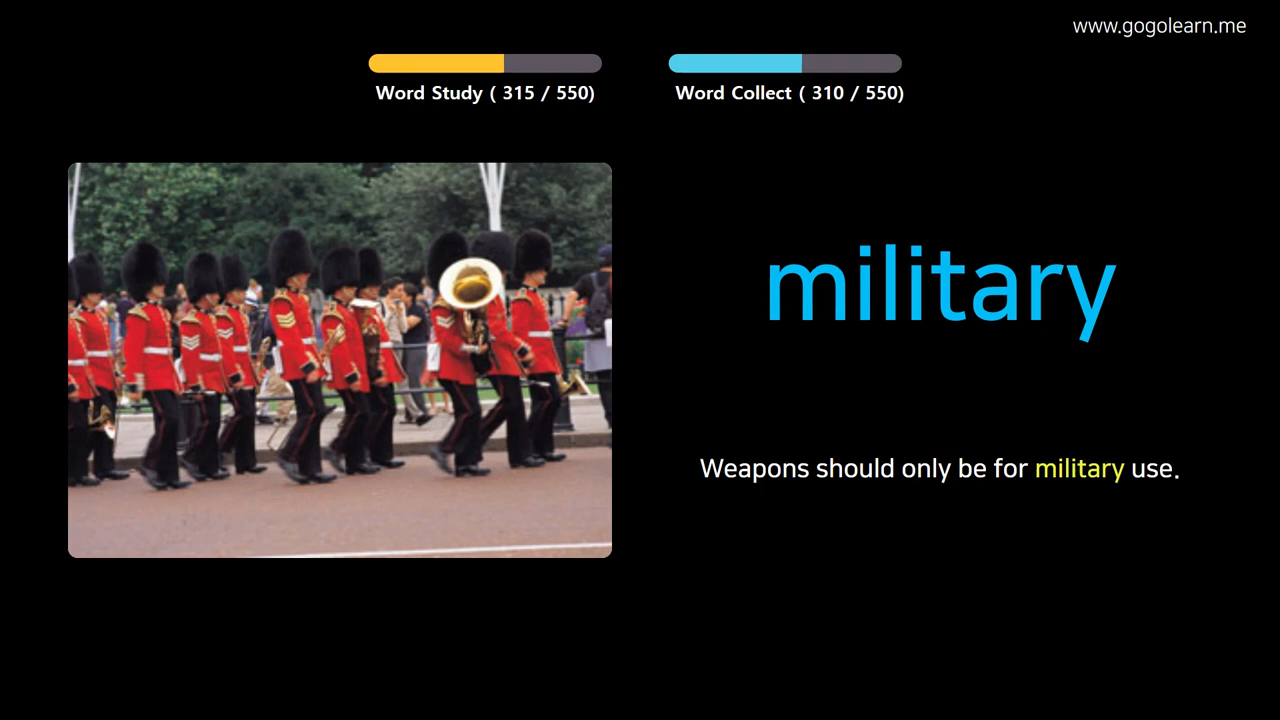 www.gogolearn.me
Word Study ( 315 / 550)
Word Collect ( 310 / 550)
military
Weapons should only be for military use.